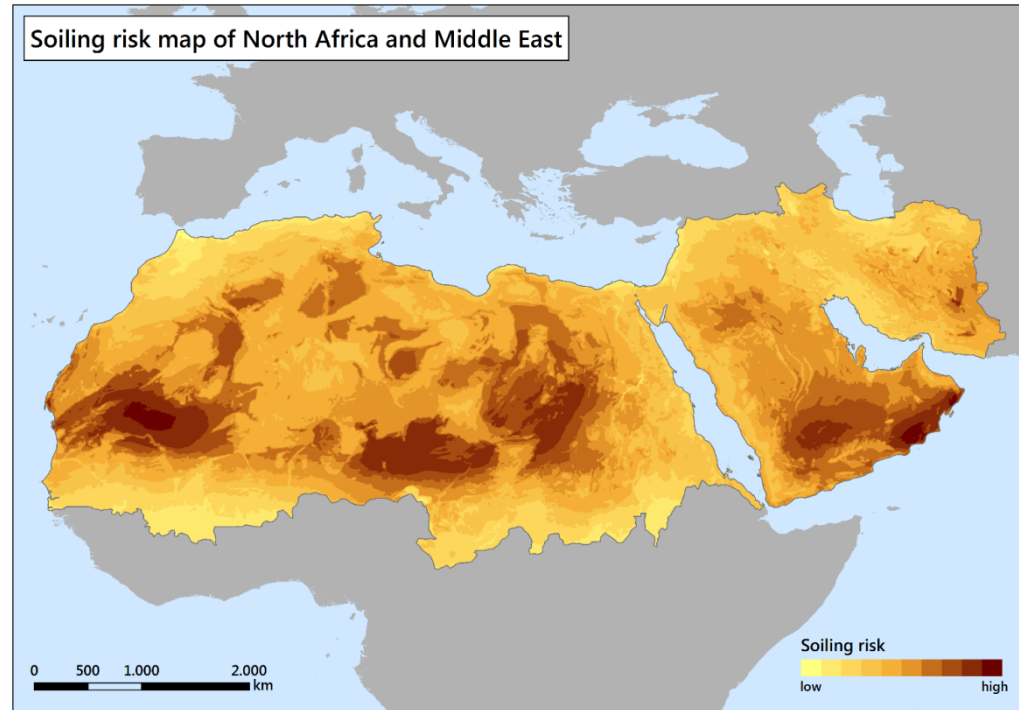 Soiling risk map of North Africa and Middle East
0 500 1.000 2.000
km
Soiling risk
low high